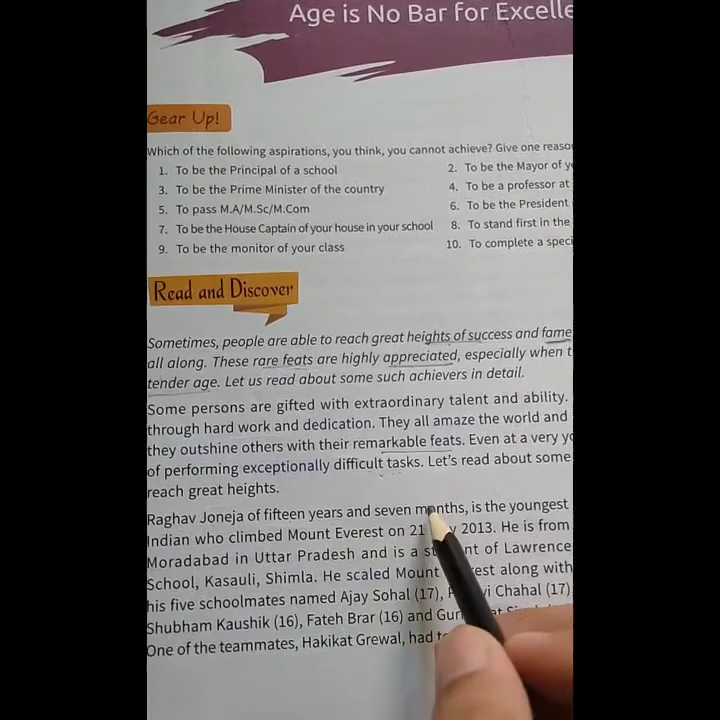 Age is No Bar for
Gear Up!
Which of the following aspirations, you think, you cannot achieve? Give one
1. To be the Principal of a school
2. To be the Mayor of
3. To be the Prime Minister of the country
4. To be a professor at
5. To pass M.A/M.Sc/M.Com
6. To be the President
7. To be the House Captain of your house in your school
8. To stand first in the
9. To be the monitor of your class
10. To complete a
Read and Discover
Sometimes, people are able to reach great heights of success and fame
all along. These rare feats are highly appreciated, especially when
tender age. Let us read about some such achievers in detail.
Some persons are gifted with extraordinary talent and ability.
through hard work and dedication. They all amaze the world and
they outshine others with their remarkable feats. Even at a very
of performing exceptionally difficult tasks. Let's read about some
reach great heights.
Raghav Joneja of fifteen years and seven months, is the youngest
Indian who climbed Mount Everest on 21 2013. He is from
Moradabad in Uttar Pradesh and is a of Lawrence
School, Kasauli, Shimla. He scaled Mount along with
his five schoolmates named Ajay Sohal (17), Chahal (17),
Shubham Kaushik (16), Fateh Brar (16) and
One of the teammates, Hakikat Grewal, had